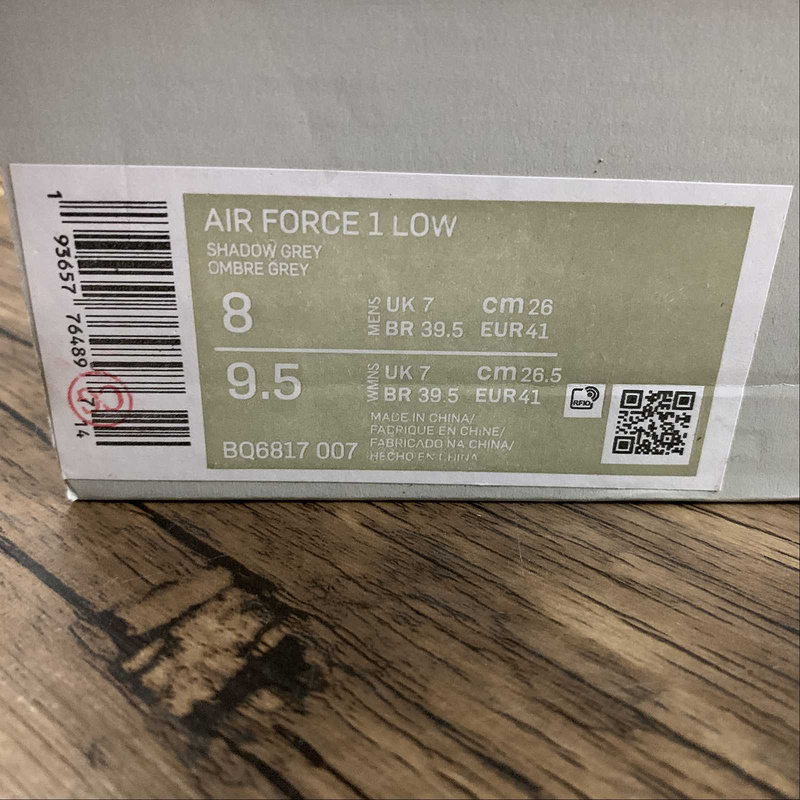 AIR FORCE 1 LOW
SHADOW GREY
OMBRE GREY
8 MENS UK 7 cm 26
BR 39.5 EUR 41
9.5 WMNS UK 7 cm 26.5
BR 39.5 EUR 41
MADE IN CHINA/
FABRIQUE EN CHINE/
FABRICADO NA CHINA/
HECHO EN CHINA
BQ6817 007
RFID
1 93657 76489 7 14